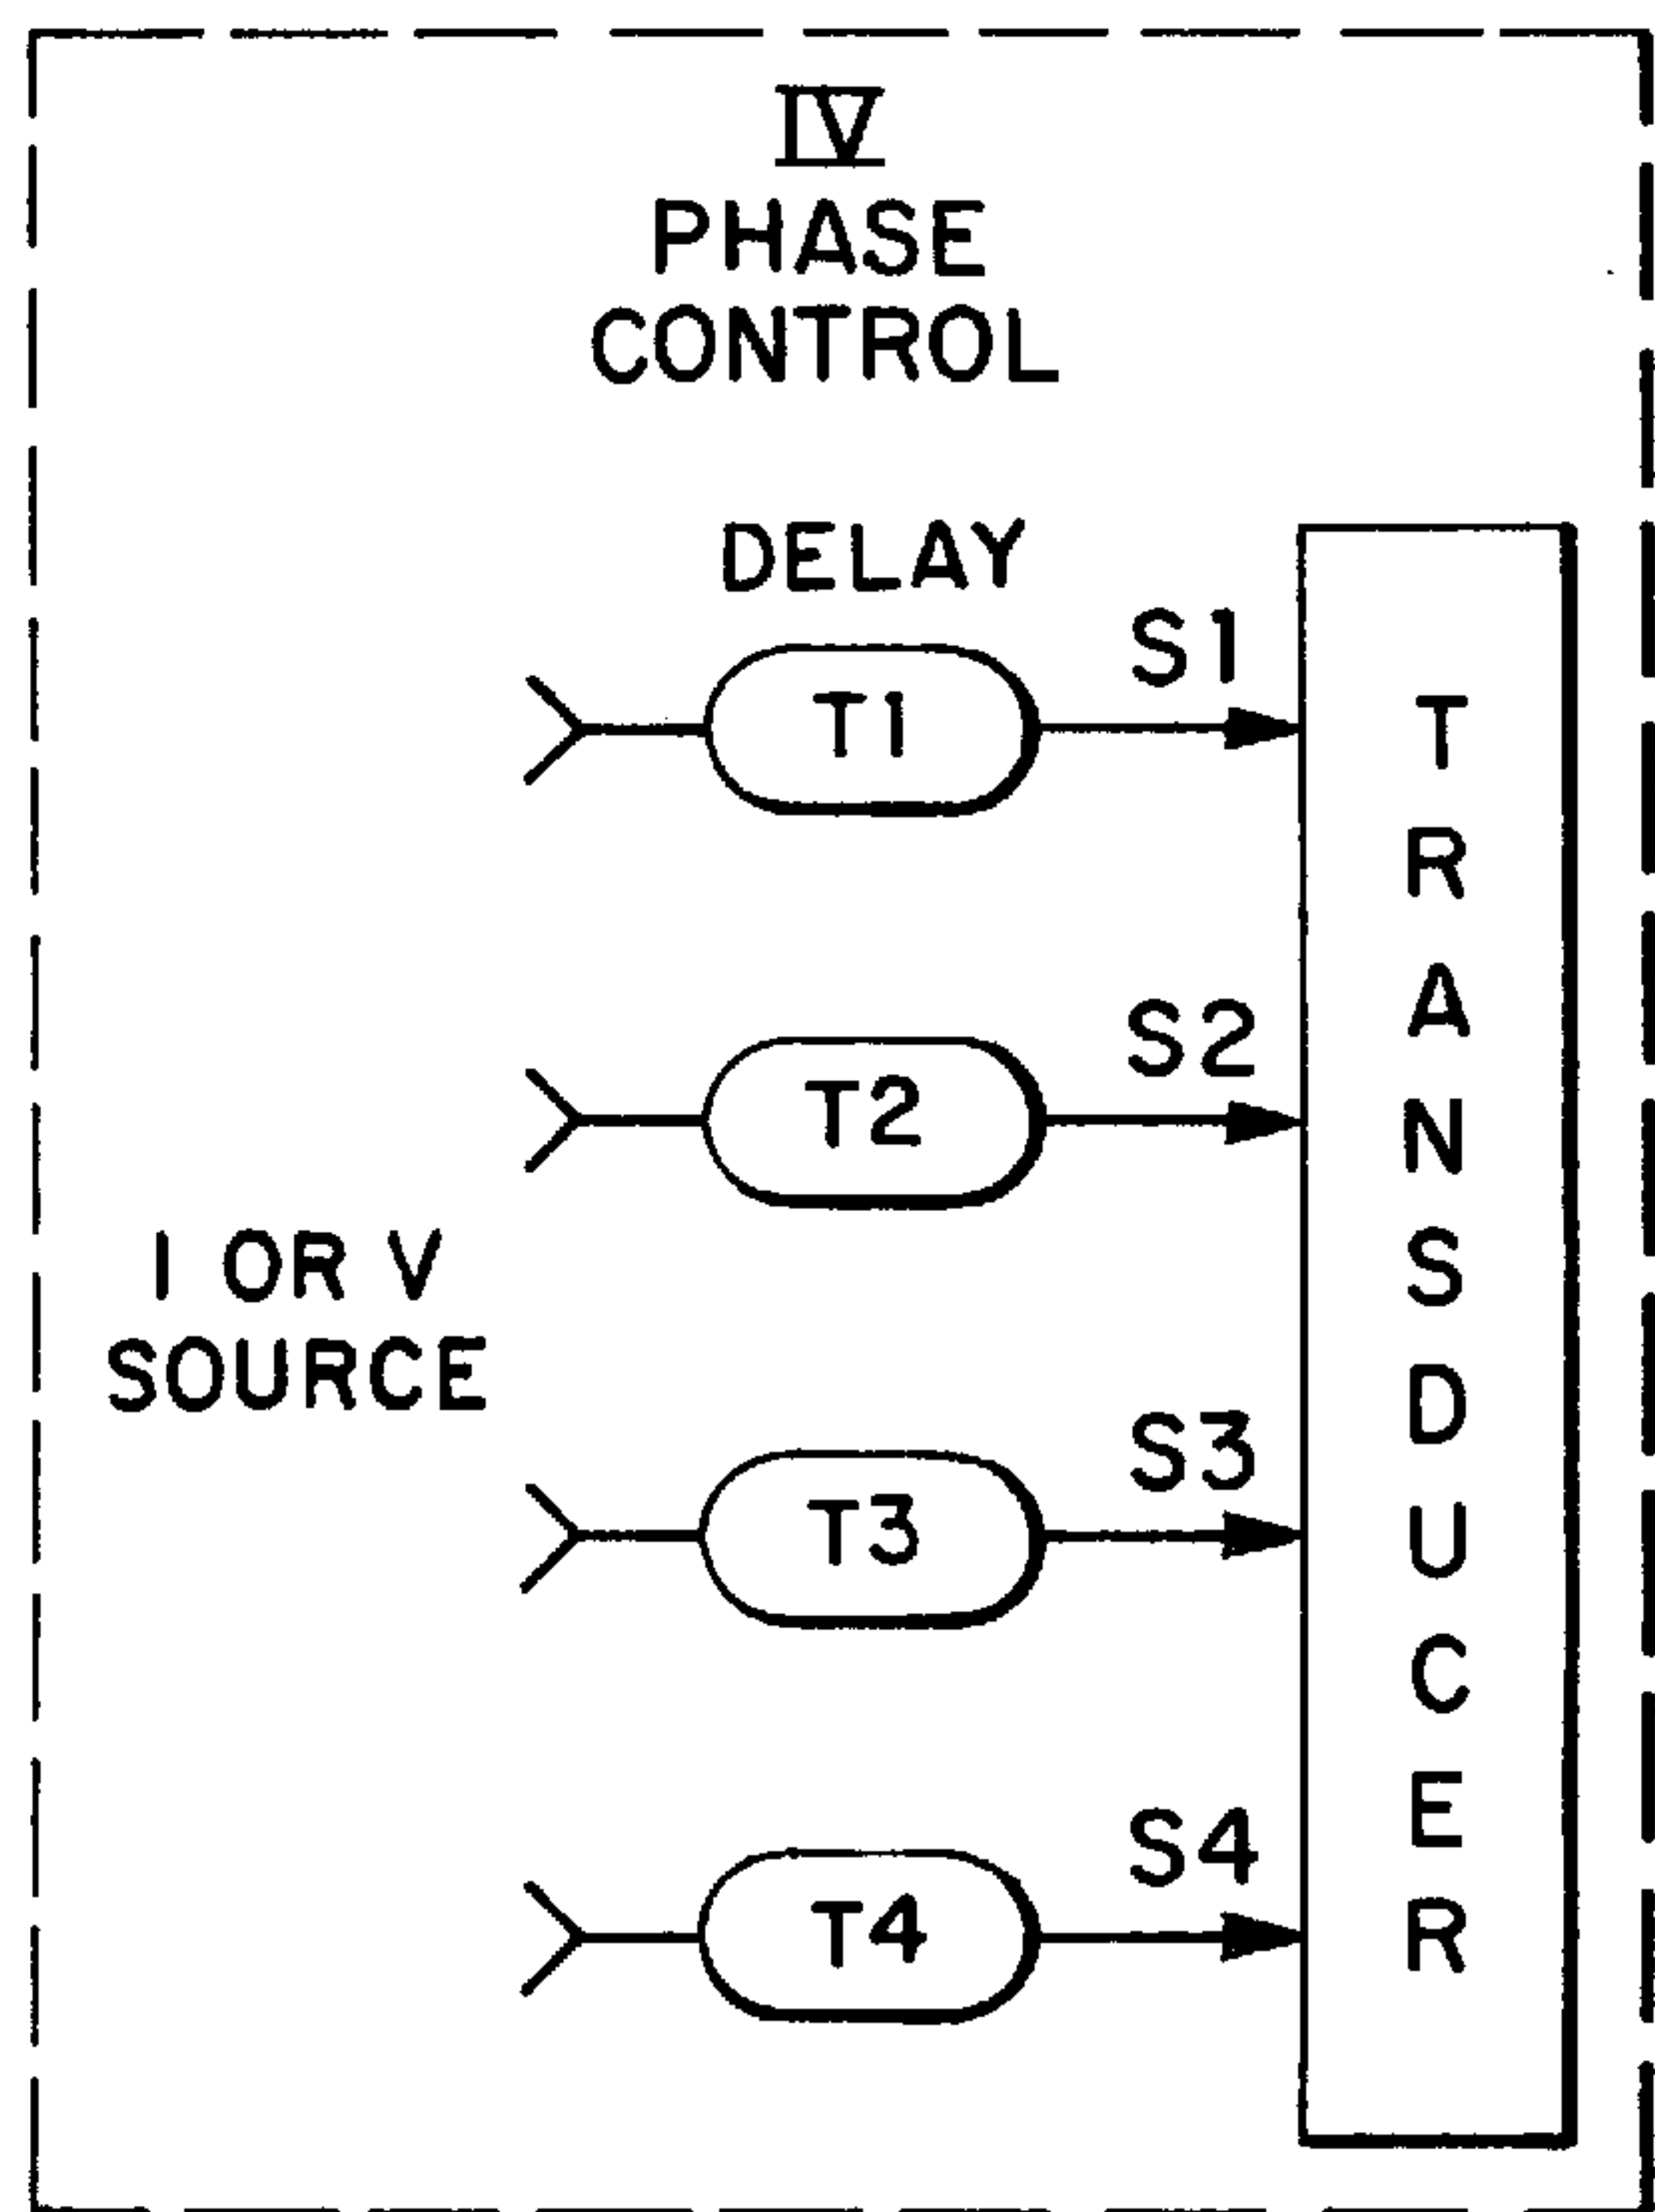 IV
PHASE
CONTROL
DELAY
S1
T1
S2
T2
I OR V
SOURCE
S3
T3
S4
T4
TRANSDUCER